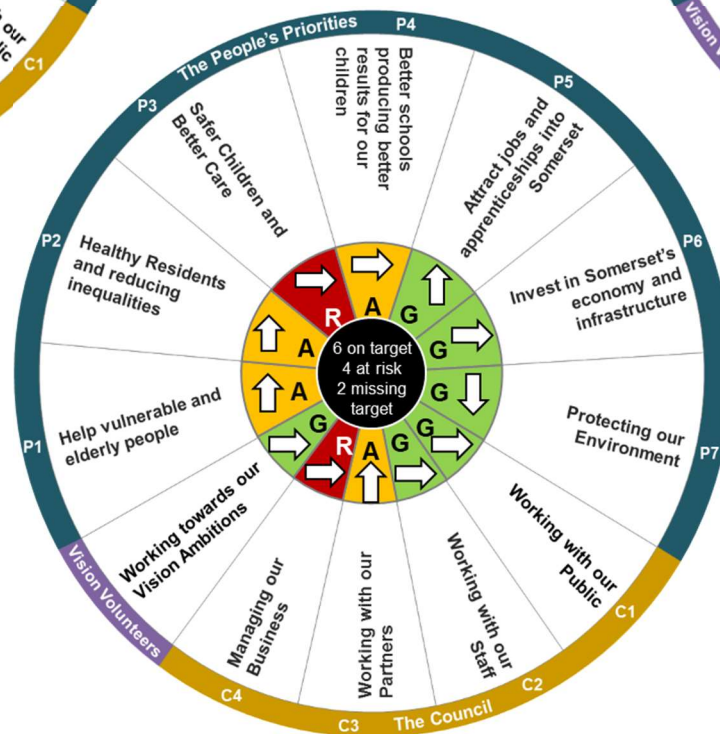 our
lic
C1
Vision V
The People's Priorities
P1
Help vulnerable and
elderly people
A
P2
Healthy Residents
and reducing
inequalities
A
P3
Safer Children and
Better Care
R
P4
Better schools
producing better
results for our
children
A
P5
Attract jobs and
apprenticeships into
Somerset
G
P6
Invest in Somerset's
economy and
infrastructure
G
P7
Protecting our
Environment
G
The Council
C1
Working with our
Public
G
C2
Working with our
Staff
G
C3
Working with our
Partners
A
C4
Managing our
Business
R
Vision Volunteers
Working towards our
Vision Ambitions
G
6 on target
4 at risk
2 missing
target